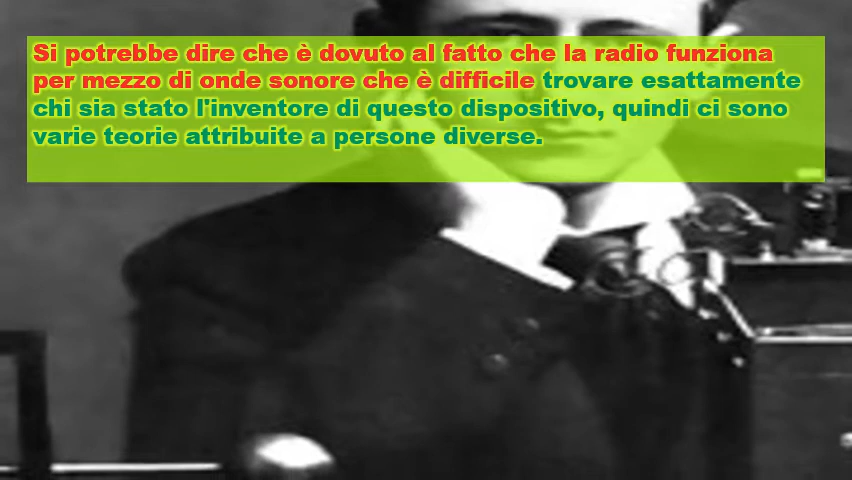 Si potrebbe dire che è dovuto al fatto che la radio funziona
per mezzo di onde sonore che è difficile trovare esattamente
chi sia stato l'inventore di questo dispositivo, quindi ci sono
varie teorie attribuite a persone diverse.